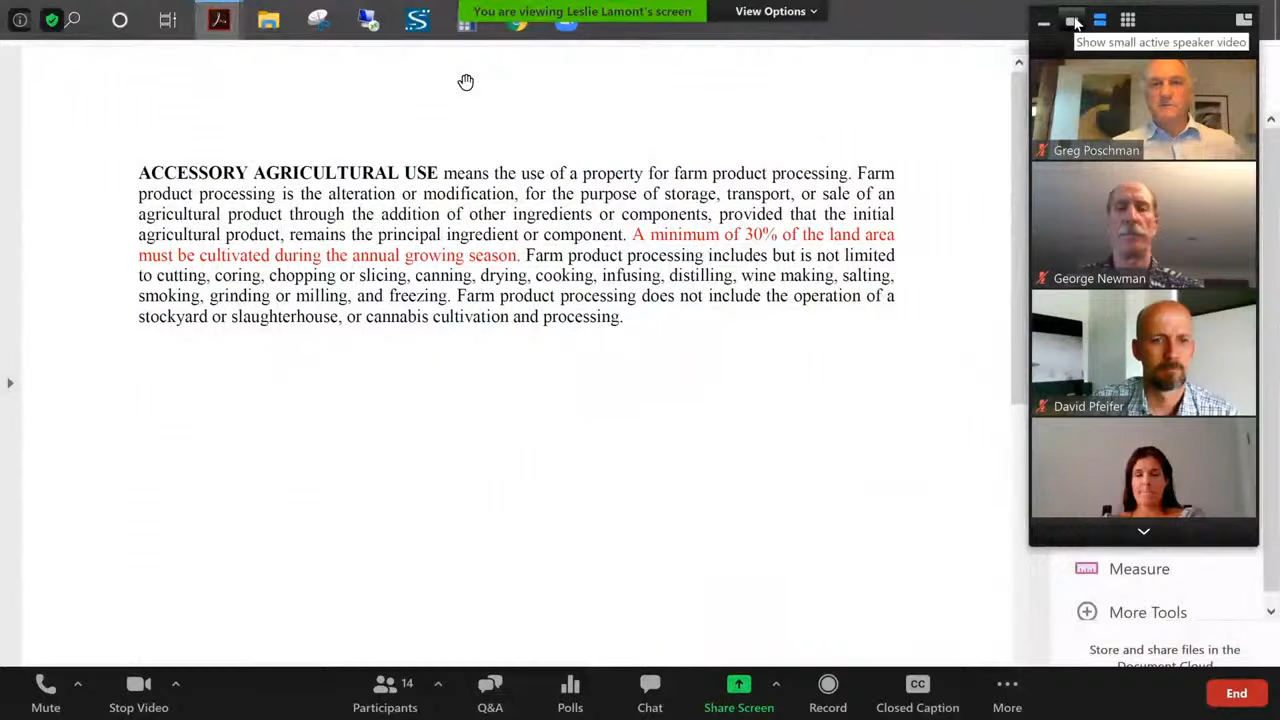 You are viewing Leslie Lamont's screen
View Options
Show small active speaker video
Greg Poschman
George Newman
David Pfeifer
ACCESSORY AGRICULTURAL USE means the use of a property for farm product processing. Farm
product processing is the alteration or modification, for the purpose of storage, transport, or sale of an
agricultural product through the addition of other ingredients or components, provided that the initial
agricultural product, remains the principal ingredient or component. A minimum of 30% of the land area
must be cultivated during the annual growing season. Farm product processing includes but is not limited
to cutting, coring, chopping or slicing, canning, drying, cooking, infusing, distilling, wine making, salting,
smoking, grinding or milling, and freezing. Farm product processing does not include the operation of a
stockyard or slaughterhouse, or cannabis cultivation and processing.
Measure
More Tools
Store and share files in the
Document Cloud
Mute
Stop Video
14
Participants
Q&A
Polls
Chat
Share Screen
Record
CC
Closed Caption
More
End